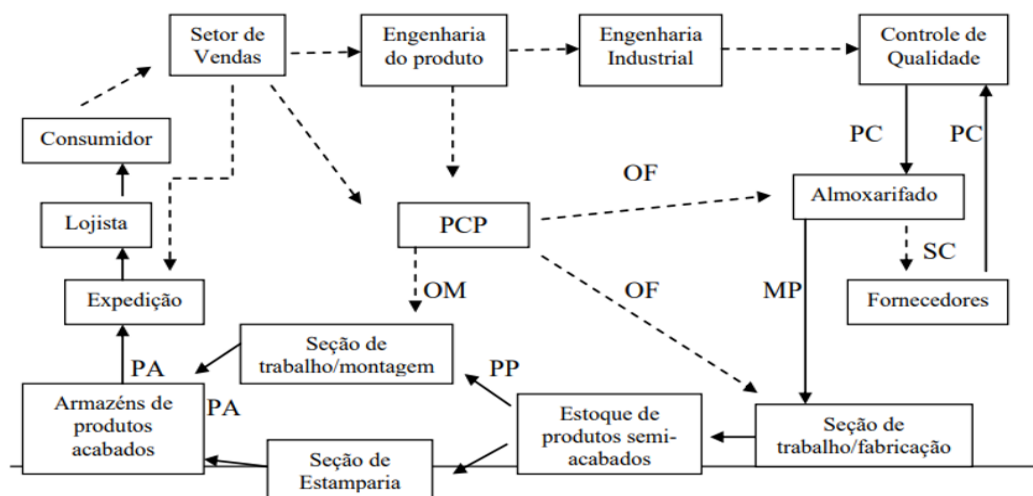 Setor de
Vendas
Engenharia
do produto
Engenharia
Industrial
Controle de
Qualidade
Consumidor
PC
PC
OF
Almoxarifado
Lojista
PCP
SC
Expedição
OM
OF
MP
Fornecedores
Seção de
trabalho/montagem
PA
PP
Armazéns de
produtos
acabados
PA
Estoque de
produtos semi-
acabados
Seção de
trabalho/fabricação
Seção de
Estamparia